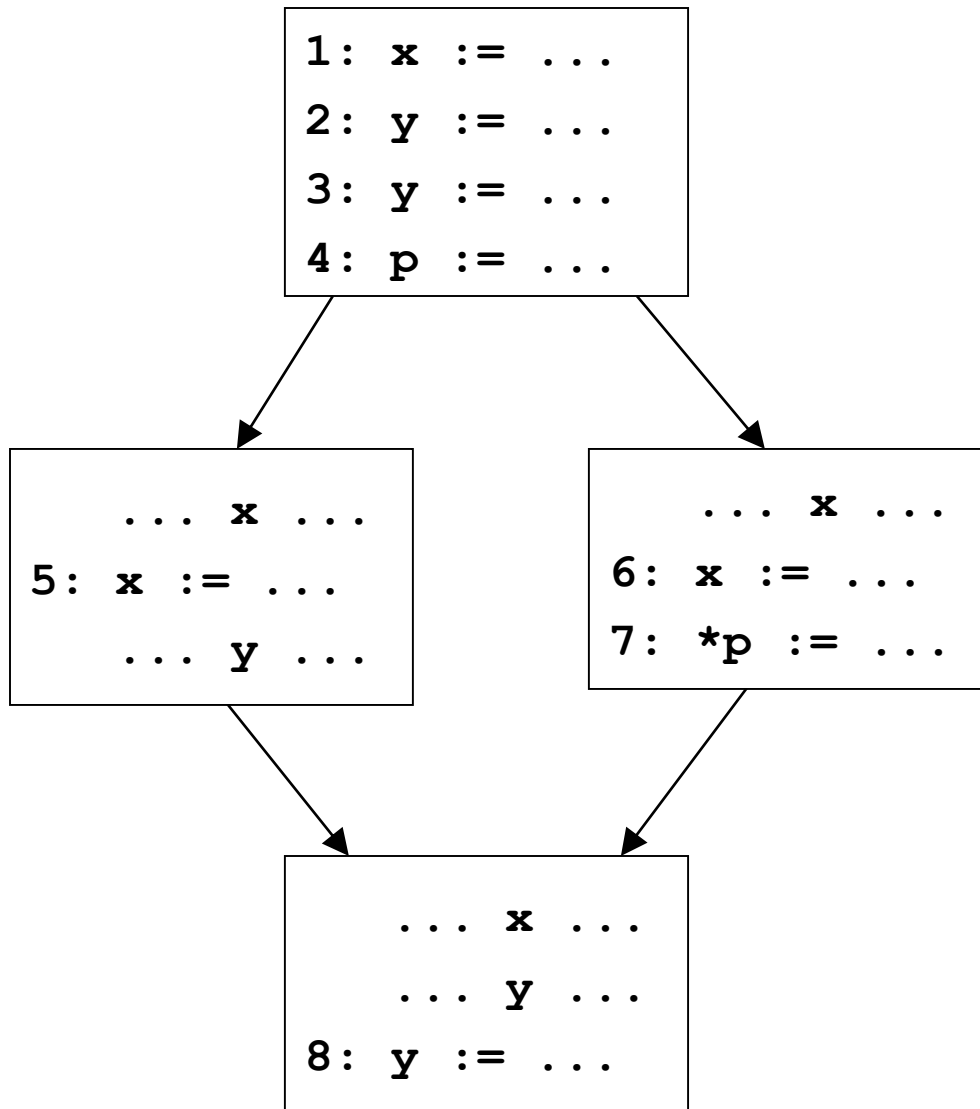 1: x := ...
2: y := ...
3: y := ...
4: p := ...
... x ...
5: x := ...
... y ...
... x ...
6: x := ...
7: *p := ...
... x ...
... y ...
8: y := ...